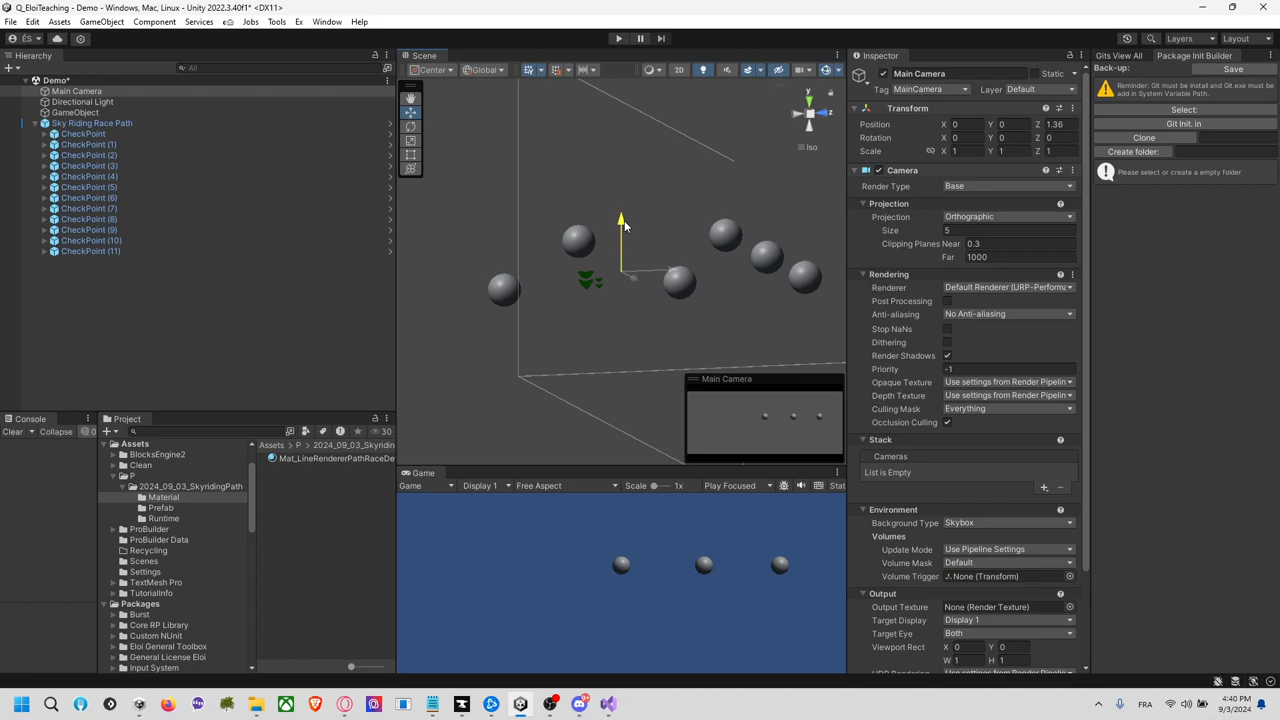 Q_EloiTeaching - Demo - Windows, Mac, Linux - Unity 2022.3.40f1* <DX11>
File Edit Assets GameObject Component Services Jobs Tools Ex Window Help
ÉS Layers Layout
Hierarchy
All
Demo*
Main Camera
Directional Light
GameObject
Sky Riding Race Path
CheckPoint
CheckPoint (1)
CheckPoint (2)
CheckPoint (3)
CheckPoint (4)
CheckPoint (5)
CheckPoint (6)
CheckPoint (7)
CheckPoint (8)
CheckPoint (9)
CheckPoint (10)
CheckPoint (11)
Scene
Center Global 2D
y
z
Iso
Main Camera
Game
Game Display 1 Free Aspect Scale 1x Play Focused Stat
Console Project
Clear Collapse 0 30
Assets
BlocksEngine2
Clean
P
2024_09_03_SkyridingPath
Material
Prefab
Runtime
ProBuilder
ProBuilder Data
Recycling
Scenes
Settings
TextMesh Pro
TutorialInfo
Packages
Burst
Core RP Library
Custom NUnit
Eloi General Toolbox
General License Eloi
Input System
Assets > P > 2024_09_03_Skyridin
Mat_LineRendererPathRaceDe
Inspector
Main Camera Static
Tag MainCamera Layer Default
Transform
Position X 0 Y 0 Z 1.36
Rotation X 0 Y 0 Z 0
Scale X 1 Y 1 Z 1
Camera
Render Type Base
Projection
Projection Orthographic
Size 5
Clipping Planes Near 0.3
Far 1000
Rendering
Renderer Default Renderer (URP-Performa
Post Processing
Anti-aliasing No Anti-aliasing
Stop NaNs
Dithering
Render Shadows
Priority -1
Opaque Texture Use settings from Render Pipelin
Depth Texture Use settings from Render Pipelin
Culling Mask Everything
Occlusion Culling
Stack
Cameras
List is Empty
Environment
Background Type Skybox
Volumes
Update Mode Use Pipeline Settings
Volume Mask Default
Volume Trigger None (Transform)
Output
Output Texture None (Render Texture)
Target Display Display 1
Target Eye Both
Viewport Rect X 0 Y 0
W 1 H 1
Gits View All Package Init Builder
Back-up: Save
Reminder: Git must be install and Git.exe must be add in System Variable Path.
Select:
Git Init. in
Clone
Create folder:
Please select or create a empty folder
FRA
4:40 PM
9/3/2024